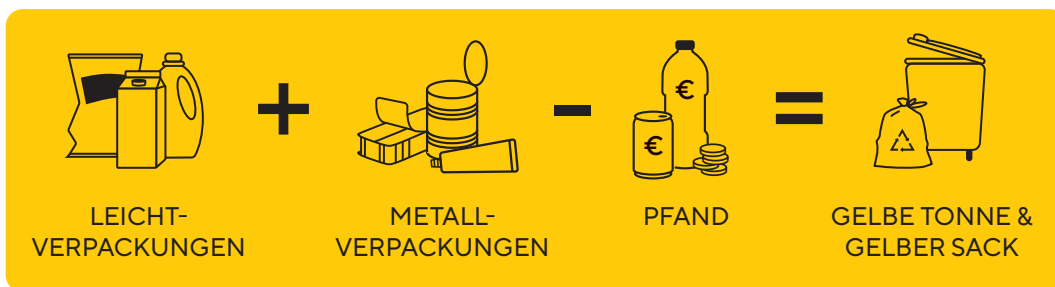 +
-
€
€
=
LEICHT-
VERPACKUNGEN
METALL-
VERPACKUNGEN
PFAND
GELBE TONNE &
GELBER SACK